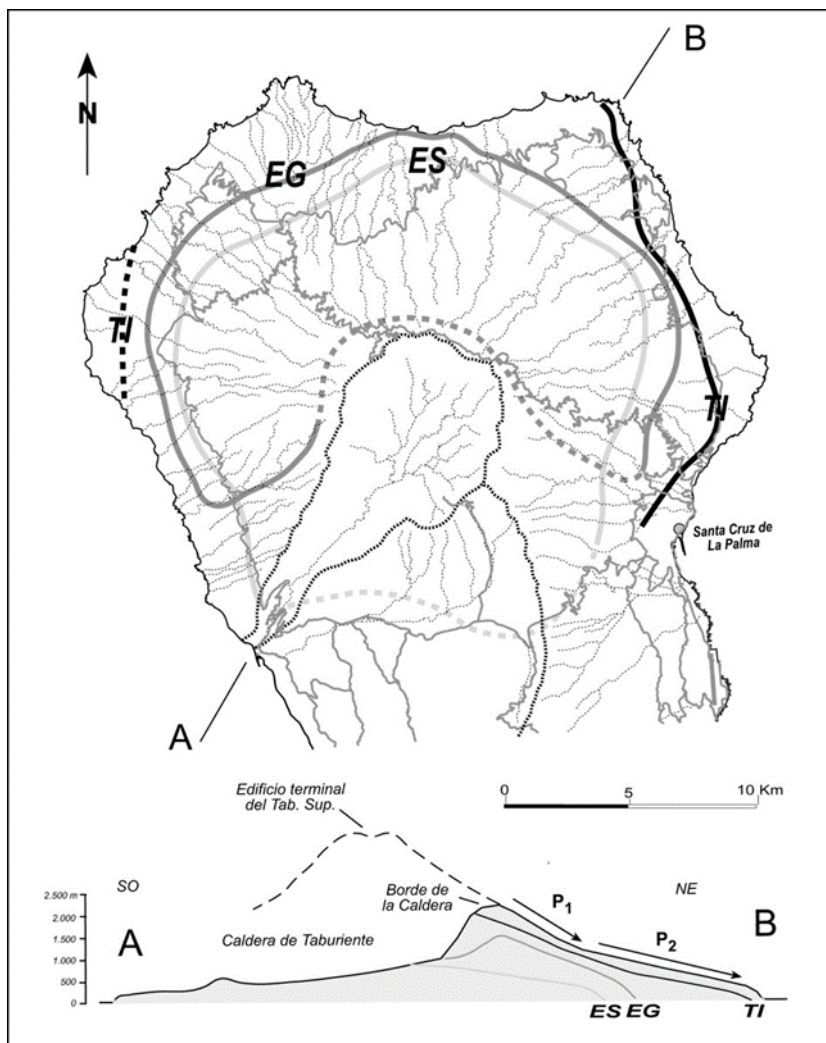 B
N
EG
ES
TI
TI
Santa Cruz de
La Palma
A
Edificio terminal
del Tab. Sup.
0
5
10 Km
SO
NE
2.500 m
2.000
1.500
1.000
500
0
Borde de
la Caldera
P1
P2
A
Caldera de Taburiente
B
ES
EG
TI